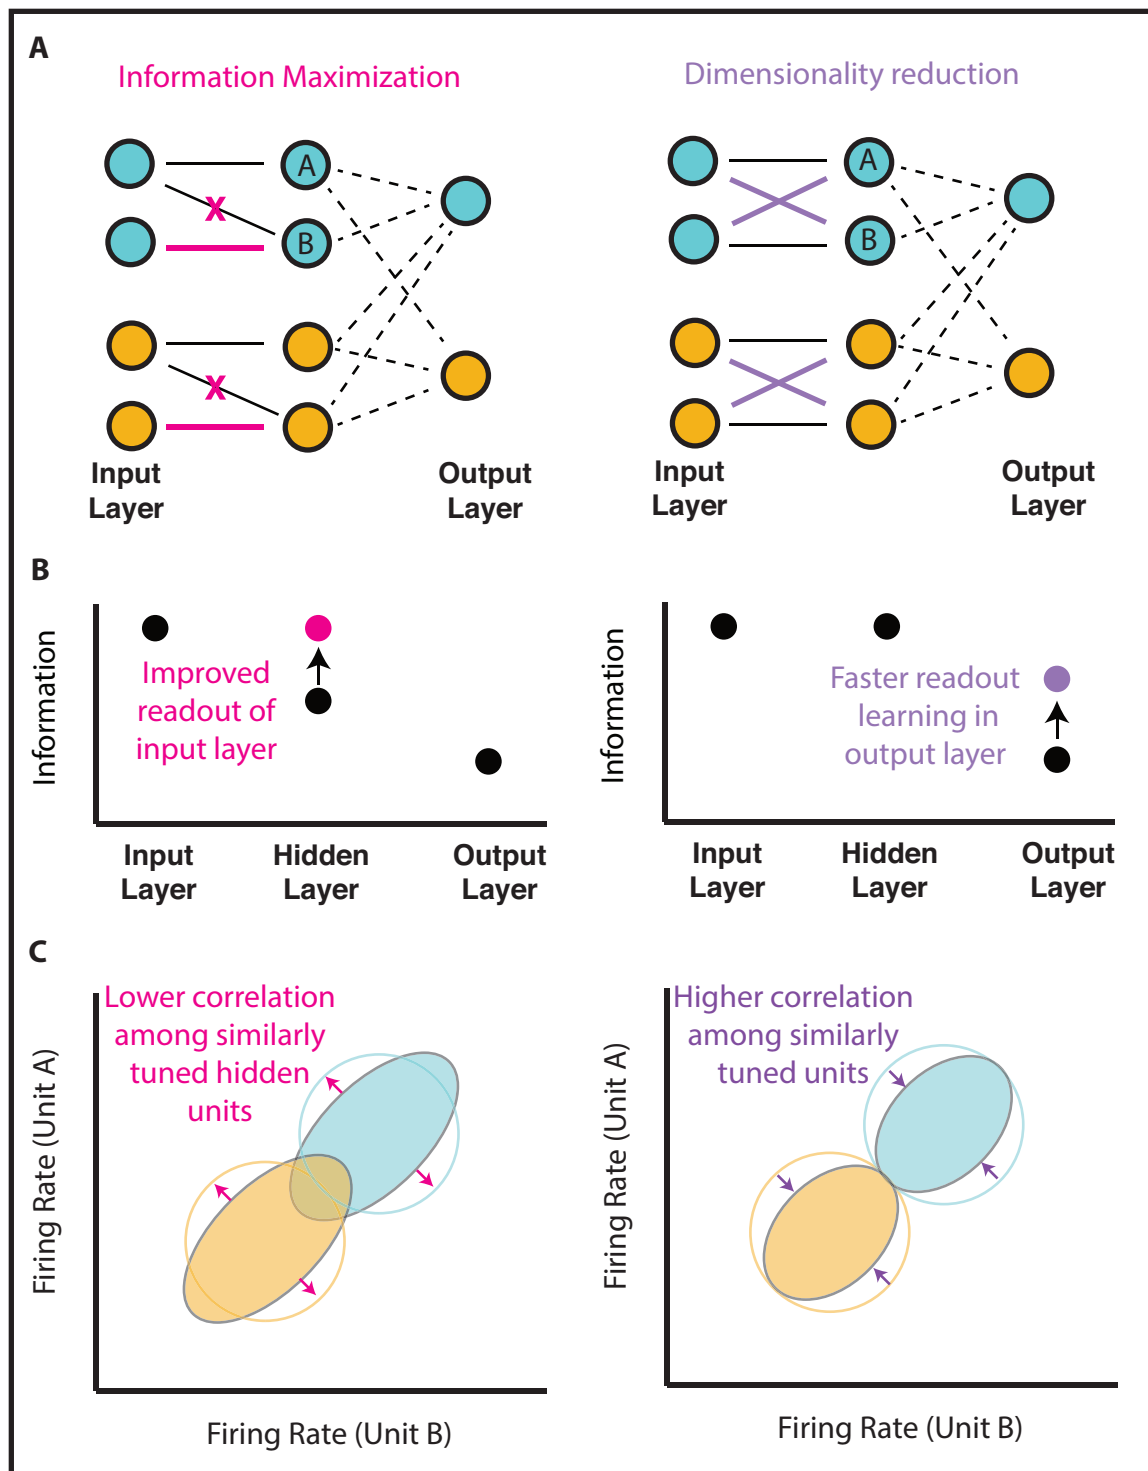 A
Information Maximization
Dimensionality reduction
A
X
B
X
Input
Layer
Output
Layer
A
B
Input
Layer
Output
Layer
B
Information
Improved
readout of
input layer
Input
Layer
Hidden
Layer
Output
Layer
Information
Faster readout
learning in
output layer
Input
Layer
Hidden
Layer
Output
Layer
C
Firing Rate (Unit A)
Lower correlation
among similarly
tuned hidden
units
Firing Rate (Unit B)
Firing Rate (Unit A)
Higher correlation
among similarly
tuned units
Firing Rate (Unit B)